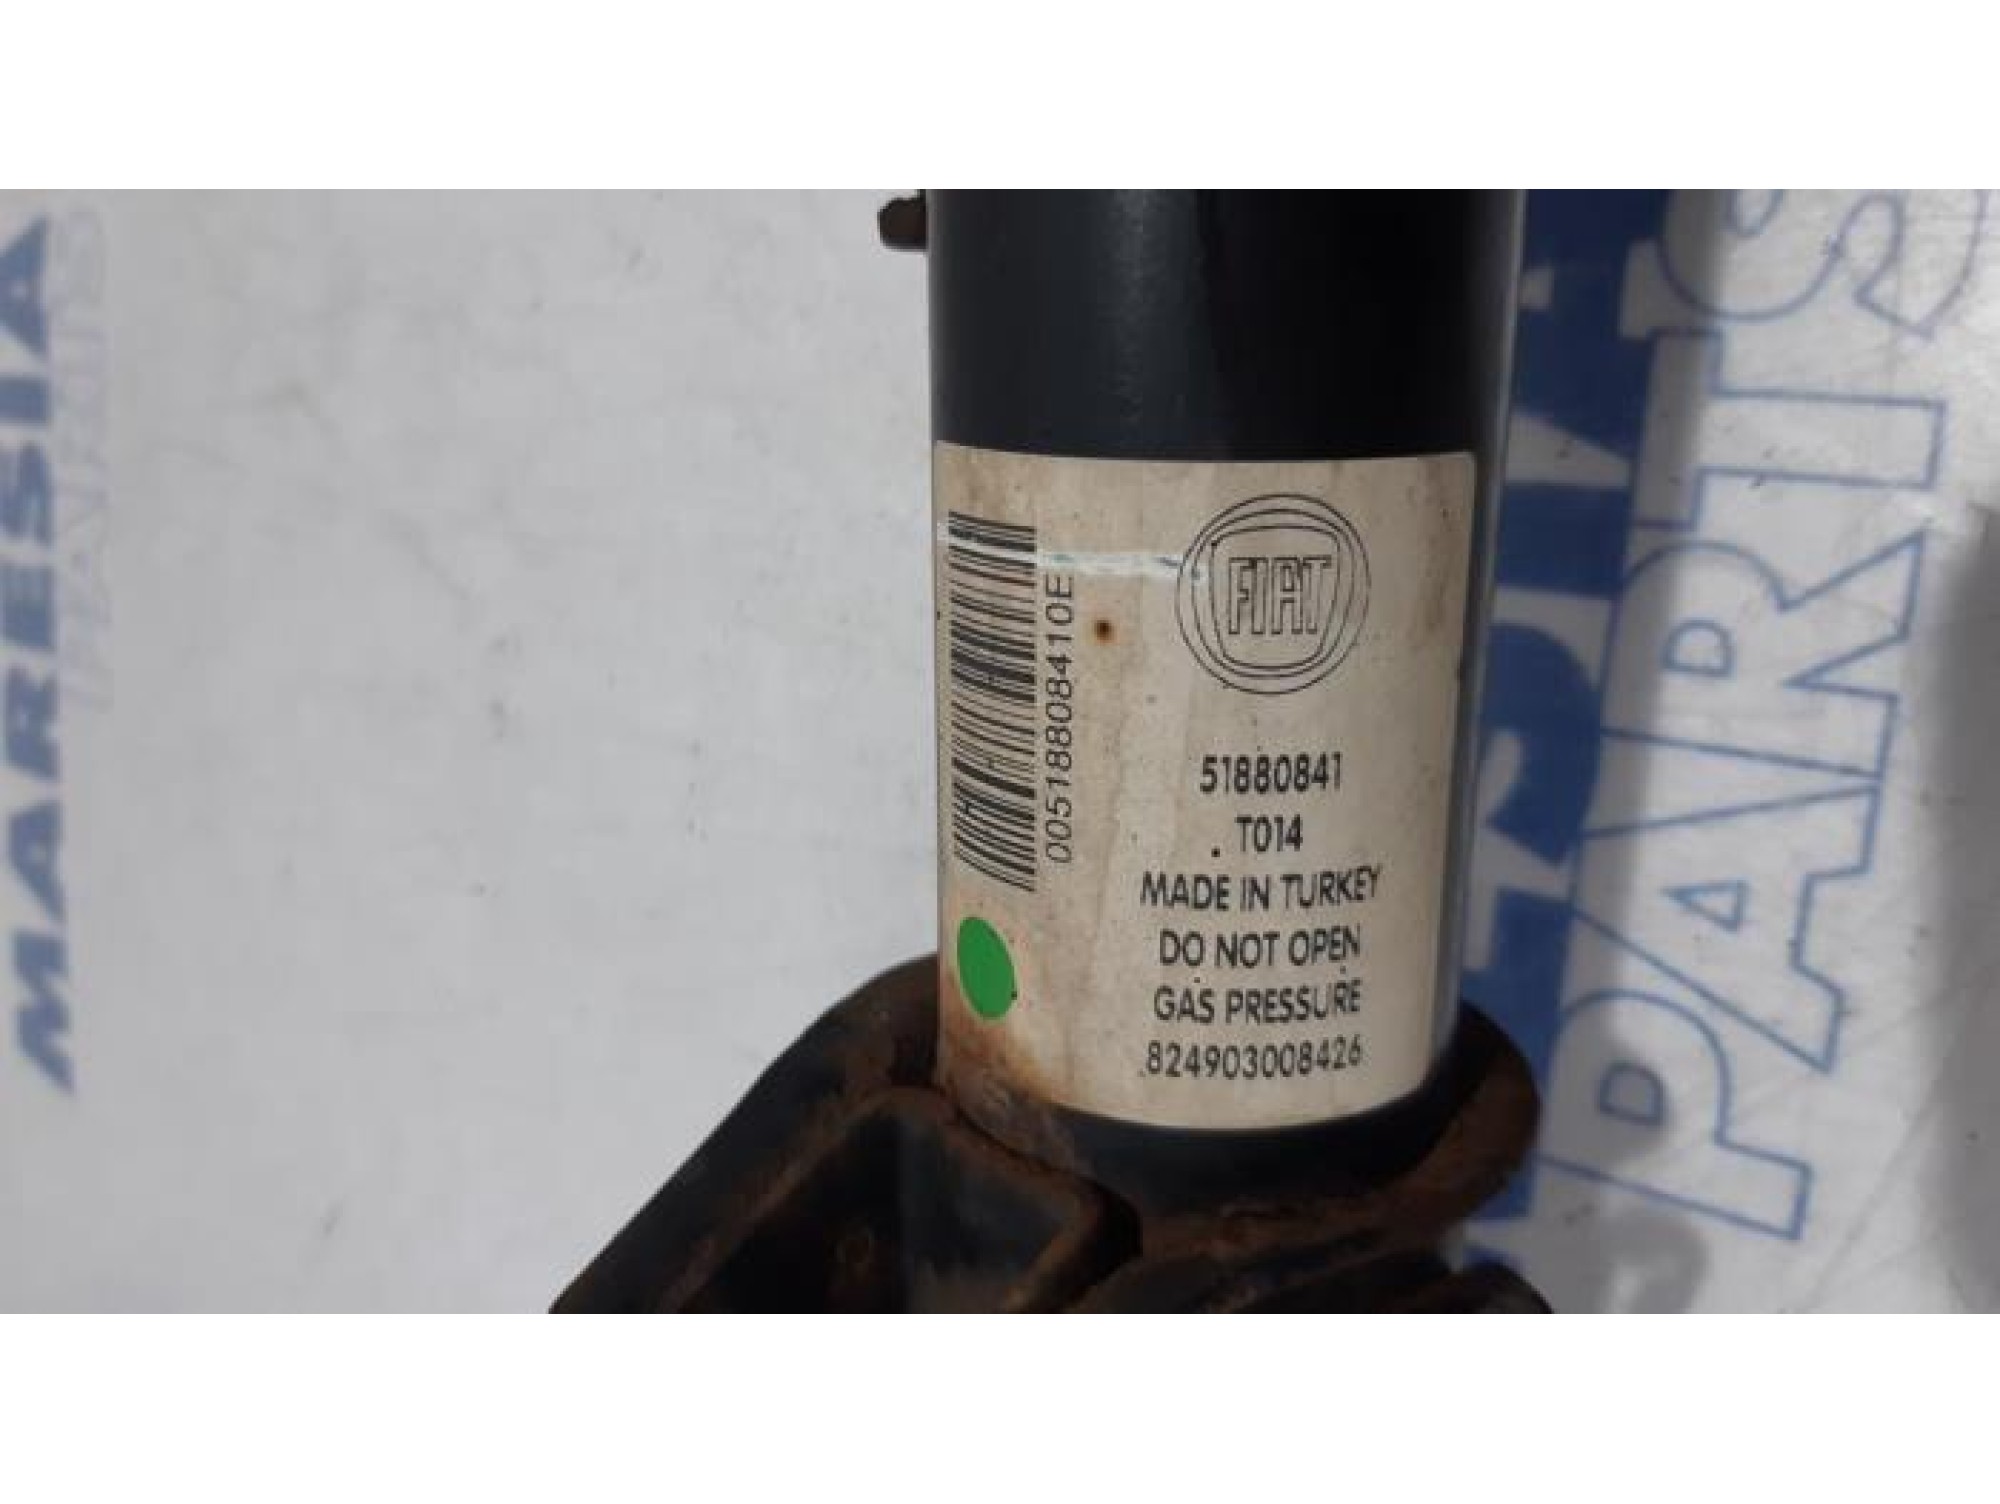 MARESIA
PARTS
FIAT
00518808410E
51880841
T014
MADE IN TURKEY
DO NOT OPEN
GAS PRESSURE
824903008426